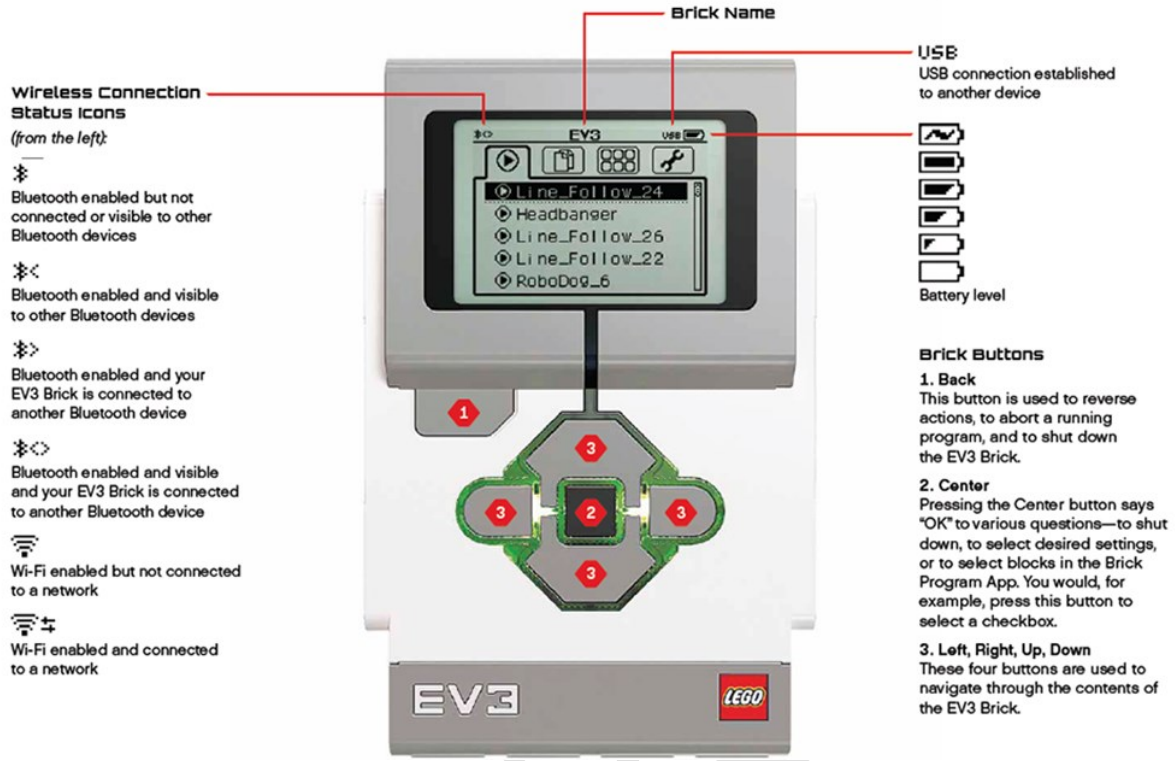 Brick Name
Wireless Connection
Status Icons
(from the left):
Bluetooth enabled but not
connected or visible to other
Bluetooth devices
Bluetooth enabled and visible
to other Bluetooth devices
Bluetooth enabled and your
EV3 Brick is connected to
another Bluetooth device
Bluetooth enabled and visible
and your EV3 Brick is connected
to another Bluetooth device
Wi-Fi enabled but not connected
to a network
Wi-Fi enabled and connected
to a network
EV3
USB
Line_Follow_24
Headbanger
Line_Follow_26
Line_Follow_22
RoboDog_6
1
3
3
2
3
3
EV3
LEGO
USB
USB connection established
to another device
Battery level
Brick Buttons
1. Back
This button is used to reverse
actions, to abort a running
program, and to shut down
the EV3 Brick.
2. Center
Pressing the Center button says
“OK” to various questions—to shut
down, to select desired settings,
or to select blocks in the Brick
Program App. You would, for
example, press this button to
select a checkbox.
3. Left, Right, Up, Down
These four buttons are used to
navigate through the contents of
the EV3 Brick.